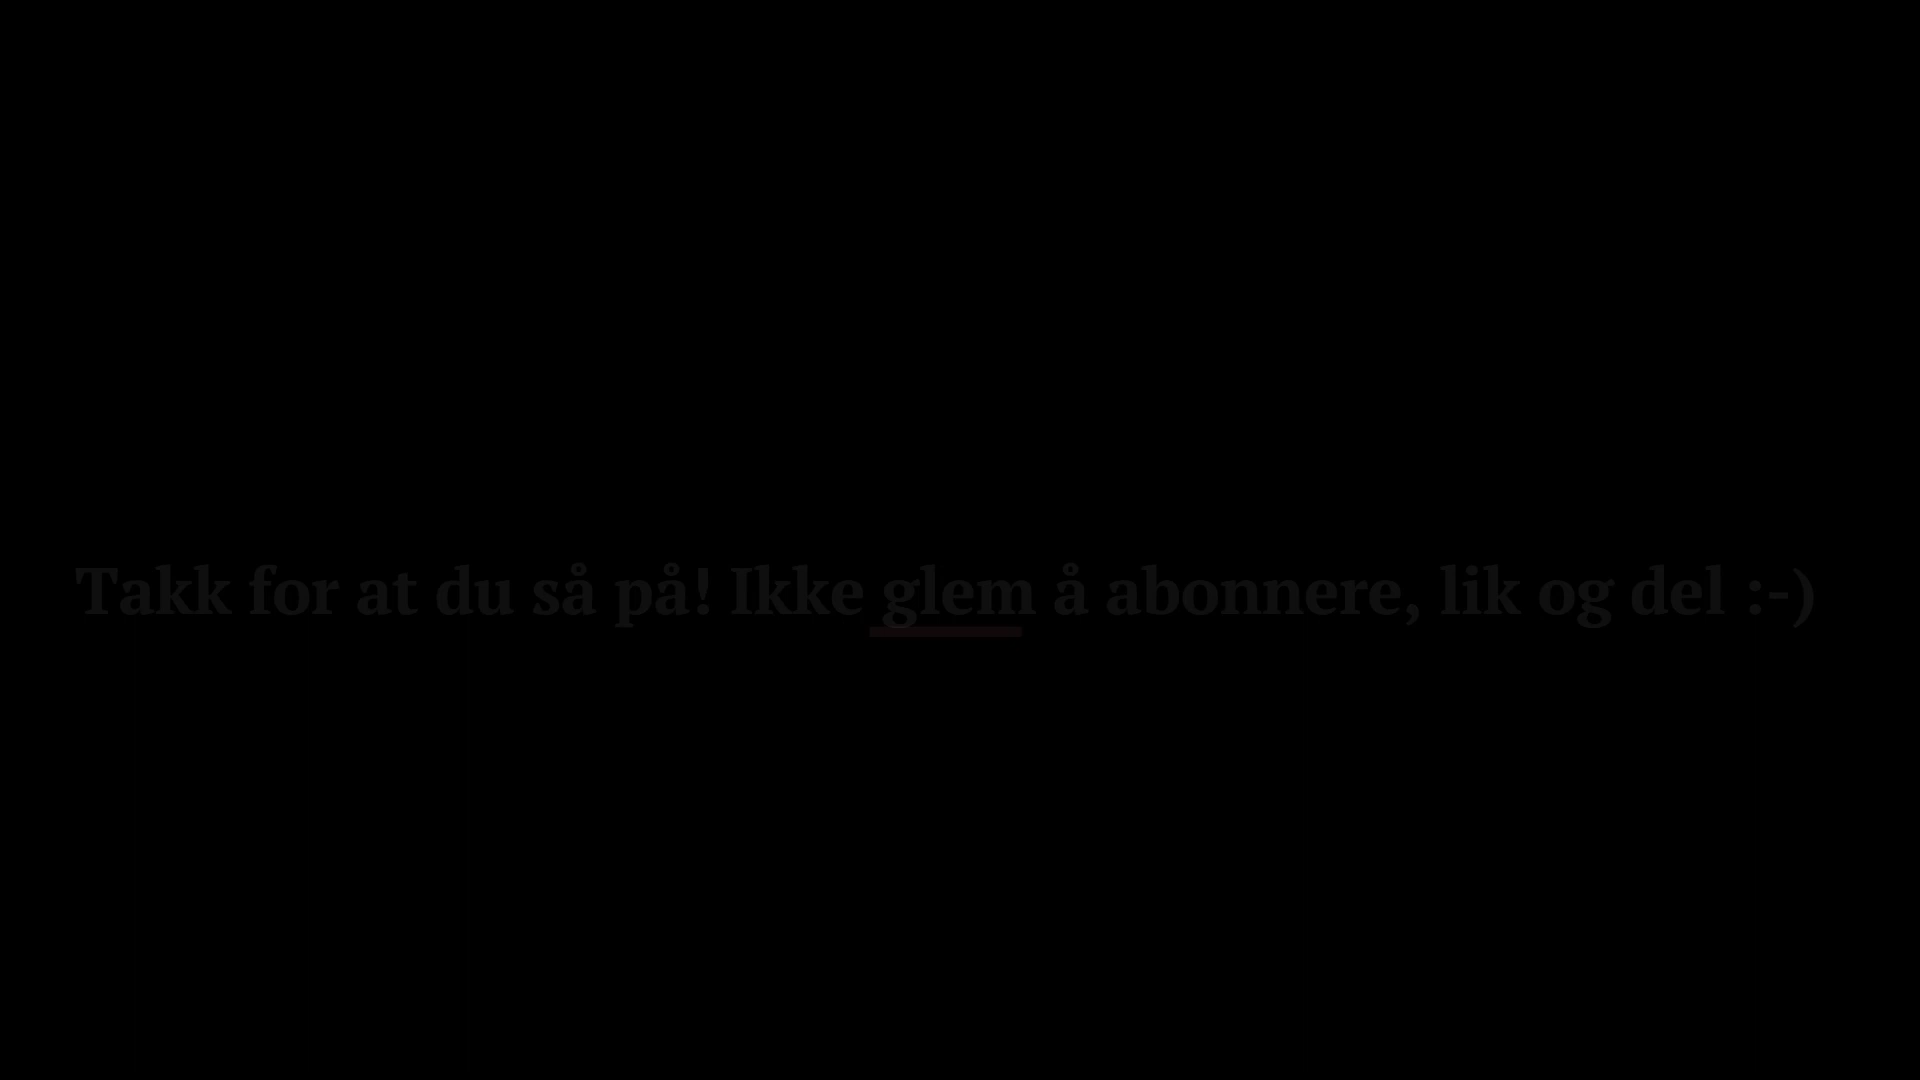 Takk for at du så på! Ikke glem å abonnere, lik og del :-)